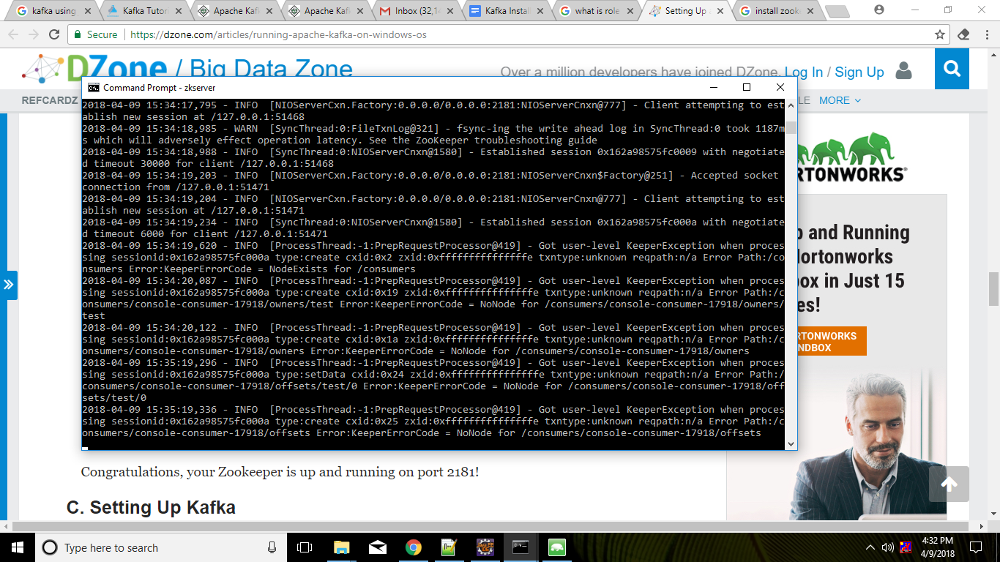 kafka using
Kafka Tutor
Apache Kaf
Apache Kaf
Inbox (32,1
Kafka Instal
what is role
Setting Up
install zook
Secure | https://dzone.com/articles/running-apache-kafka-on-windows-os
DZone / Big Data Zone
Over a million developers have joined DZone. Log In / Sign Up
REFCARDZ
LE MORE
Command Prompt - zkserver
2018-04-09 15:34:17,795 - INFO  [NIOServerCxn.Factory:0.0.0.0/0.0.0.0:2181:NIOServerCnxn@777] - Client attempting to est
ablish new session at /127.0.0.1:51468
2018-04-09 15:34:18,985 - WARN  [SyncThread:0:FileTxnLog@321] - fsync-ing the write ahead log in SyncThread:0 took 1187m
s which will adversely effect operation latency. See the ZooKeeper troubleshooting guide
2018-04-09 15:34:18,988 - INFO  [SyncThread:0:NIOServerCnxn@1580] - Established session 0x162a98575fc0009 with negotiate
d timeout 30000 for client /127.0.0.1:51468
2018-04-09 15:34:19,203 - INFO  [NIOServerCxn.Factory:0.0.0.0/0.0.0.0:2181:NIOServerCnxn$Factory@251] - Accepted socket
connection from /127.0.0.1:51471
2018-04-09 15:34:19,204 - INFO  [NIOServerCxn.Factory:0.0.0.0/0.0.0.0:2181:NIOServerCnxn@777] - Client attempting to est
ablish new session at /127.0.0.1:51471
2018-04-09 15:34:19,234 - INFO  [SyncThread:0:NIOServerCnxn@1580] - Established session 0x162a98575fc000a with negotiate
d timeout 6000 for client /127.0.0.1:51471
2018-04-09 15:34:19,620 - INFO  [ProcessThread:-1:PrepRequestProcessor@419] - Got user-level KeeperException when proces
sing sessionid:0x162a98575fc000a type:create cxid:0x2 zxid:0xfffffffffffffffe txntype:unknown reqpath:n/a Error Path:/co
nsumers Error:KeeperErrorCode = NodeExists for /consumers
2018-04-09 15:34:20,087 - INFO  [ProcessThread:-1:PrepRequestProcessor@419] - Got user-level KeeperException when proces
sing sessionid:0x162a98575fc000a type:create cxid:0x19 zxid:0xfffffffffffffffe txntype:unknown reqpath:n/a Error Path:/c
onsumers/console-consumer-17918/owners/test Error:KeeperErrorCode = NoNode for /consumers/console-consumer-17918/owners/
test
2018-04-09 15:34:20,122 - INFO  [ProcessThread:-1:PrepRequestProcessor@419] - Got user-level KeeperException when proces
sing sessionid:0x162a98575fc000a type:create cxid:0x1a zxid:0xfffffffffffffffe txntype:unknown reqpath:n/a Error Path:/c
onsumers/console-consumer-17918/owners Error:KeeperErrorCode = NoNode for /consumers/console-consumer-17918/owners
2018-04-09 15:35:19,296 - INFO  [ProcessThread:-1:PrepRequestProcessor@419] - Got user-level KeeperException when proces
sing sessionid:0x162a98575fc000a type:setData cxid:0x24 zxid:0xfffffffffffffffe txntype:unknown reqpath:n/a Error Path:/
consumers/console-consumer-17918/offsets/test/0 Error:KeeperErrorCode = NoNode for /consumers/console-consumer-17918/off
sets/test/0
2018-04-09 15:35:19,336 - INFO  [ProcessThread:-1:PrepRequestProcessor@419] - Got user-level KeeperException when proces
sing sessionid:0x162a98575fc000a type:create cxid:0x25 zxid:0xfffffffffffffffe txntype:unknown reqpath:n/a Error Path:/c
onsumers/console-consumer-17918/offsets Error:KeeperErrorCode = NoNode for /consumers/console-consumer-17918/offsets
RTONWORKS
p and Running
Hortonworks
box in Just 15
es!
RTONWORKS
NDBOX
Congratulations, your Zookeeper is up and running on port 2181!
C. Setting Up Kafka
Type here to search
4:32 PM
4/9/2018